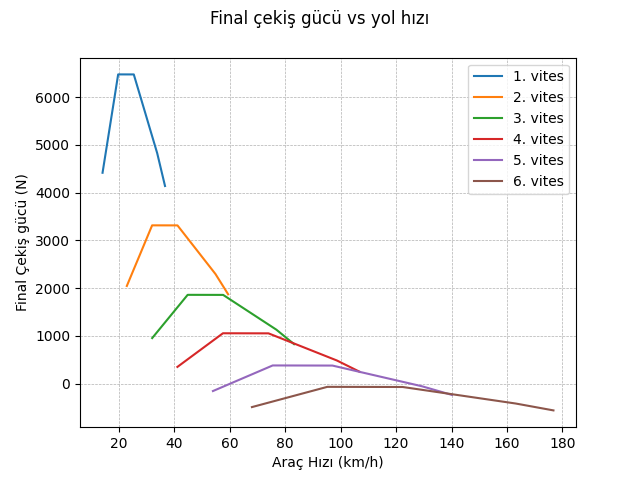 Final çekiş gücü vs yol hızı
1. vites
2. vites
3. vites
4. vites
5. vites
6. vites
6000
5000
4000
3000
2000
1000
0
Final Çekiş gücü (N)
20 40 60 80 100 120 140 160 180
Araç Hızı (km/h)